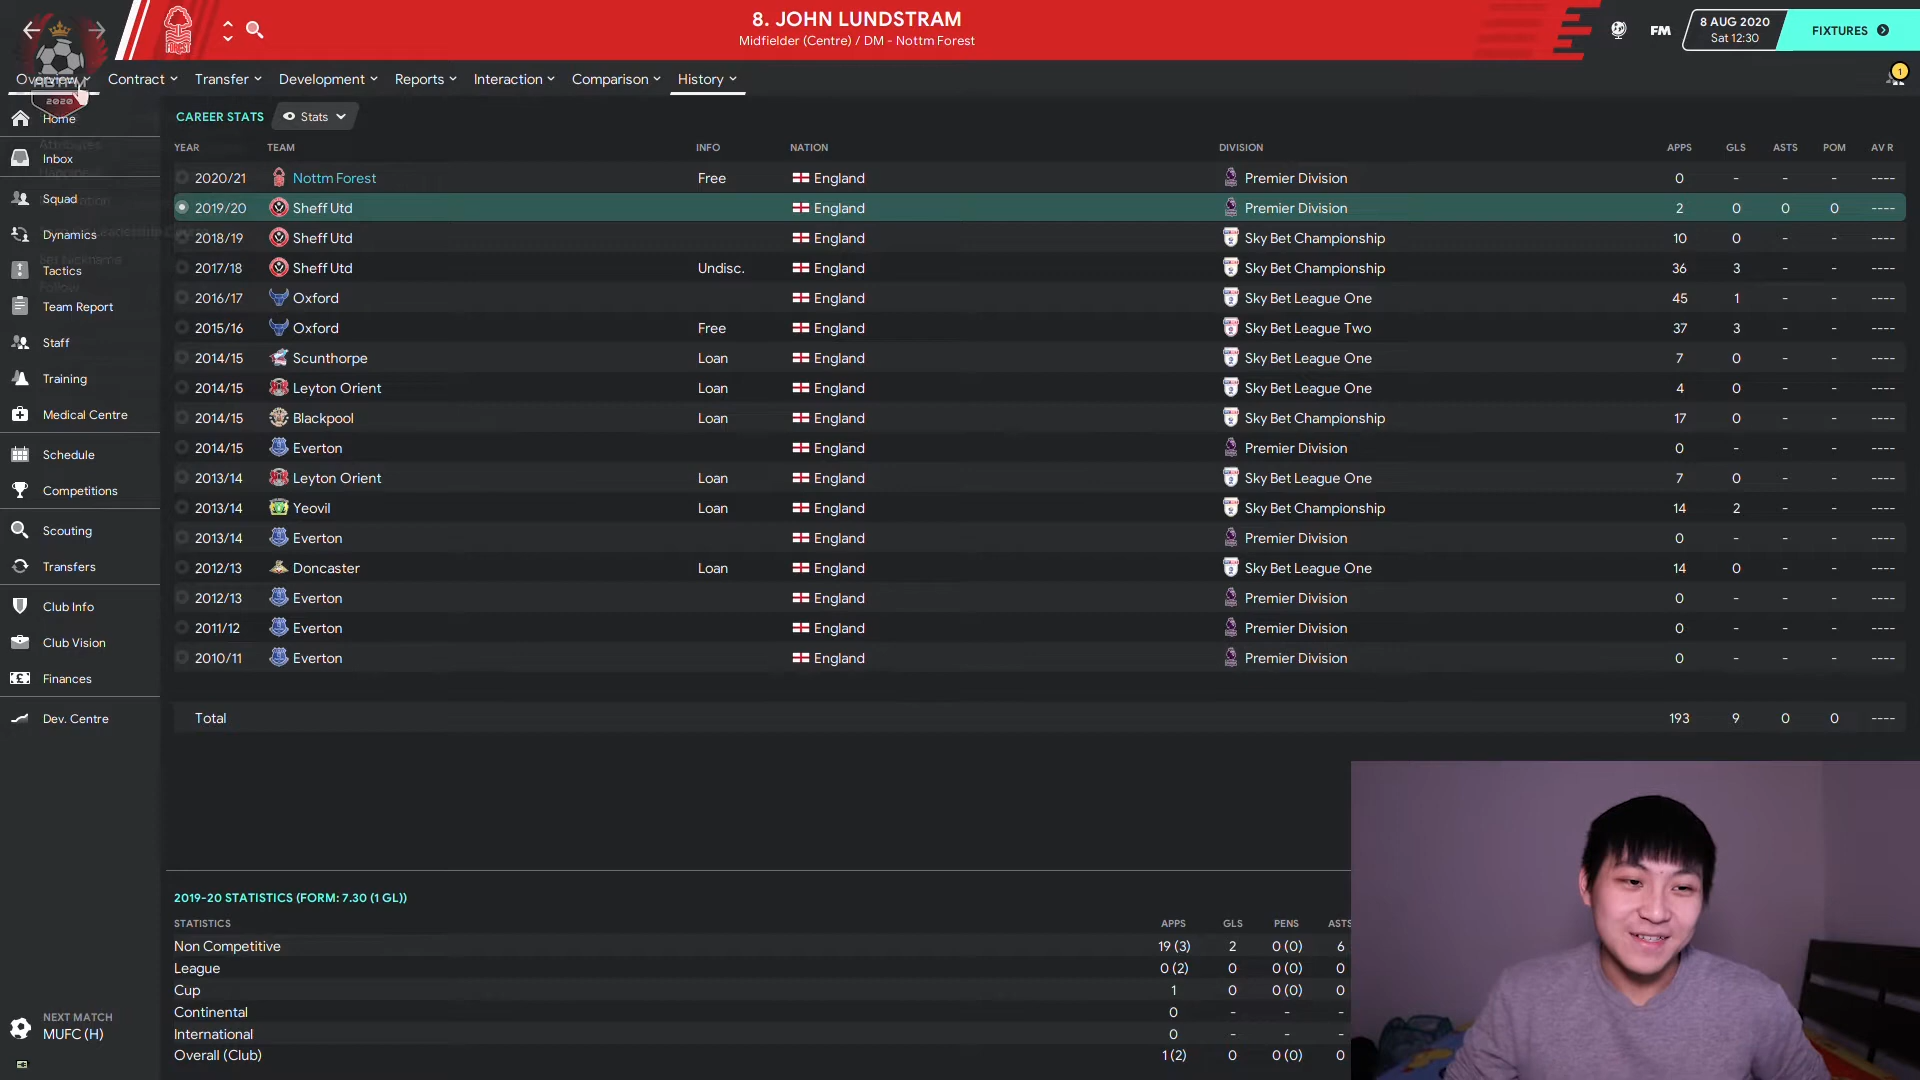 8. JOHN LUNDSTRAM
Midfielder (Centre) / DM - Nottm Forest
FOREST
FM
8 AUG 2020
Sat 12:30
FIXTURES
Overview Contract Transfer Development Reports Interaction Comparison History
1
2020
Home
Inbox
Squad
Dynamics
Tactics
Team Report
Staff
Training
Medical Centre
Schedule
Competitions
Scouting
Transfers
Club Info
Club Vision
Finances
Dev. Centre
NEXT MATCH
MUFC (H)
CAREER STATS Stats
YEAR TEAM INFO NATION DIVISION APPS GLS ASTS POM AV R
2020/21 Nottm Forest Free England Premier Division 0 - - - ----
2019/20 Sheff Utd England Premier Division 2 0 0 0 ----
2018/19 Sheff Utd England Sky Bet Championship 10 0 - - ----
2017/18 Sheff Utd Undisc. England Sky Bet Championship 36 3 - - ----
2016/17 Oxford England Sky Bet League One 45 1 - - ----
2015/16 Oxford Free England Sky Bet League Two 37 3 - - ----
2014/15 Scunthorpe Loan England Sky Bet League One 7 0 - - ----
2014/15 Leyton Orient Loan England Sky Bet League One 4 0 - - ----
2014/15 Blackpool Loan England Sky Bet Championship 17 0 - - ----
2014/15 Everton England Premier Division 0 - - - ----
2013/14 Leyton Orient Loan England Sky Bet League One 7 0 - - ----
2013/14 Yeovil Loan England Sky Bet Championship 14 2 - - ----
2013/14 Everton England Premier Division 0 - - - ----
2012/13 Doncaster Loan England Sky Bet League One 14 0 - - ----
2012/13 Everton England Premier Division 0 - - - ----
2011/12 Everton England Premier Division 0 - - - ----
2010/11 Everton England Premier Division 0 - - - ----
Total 193 9 0 0 ----
2019-20 STATISTICS (FORM: 7.30 (1 GL))
STATISTICS APPS GLS PENS ASTS
Non Competitive 19 (3) 2 0 (0) 6
League 0 (2) 0 0 (0) 0
Cup 1 0 0 (0) 0
Continental 0 - - -
International 0 - - -
Overall (Club) 1 (2) 0 0 (0) 0